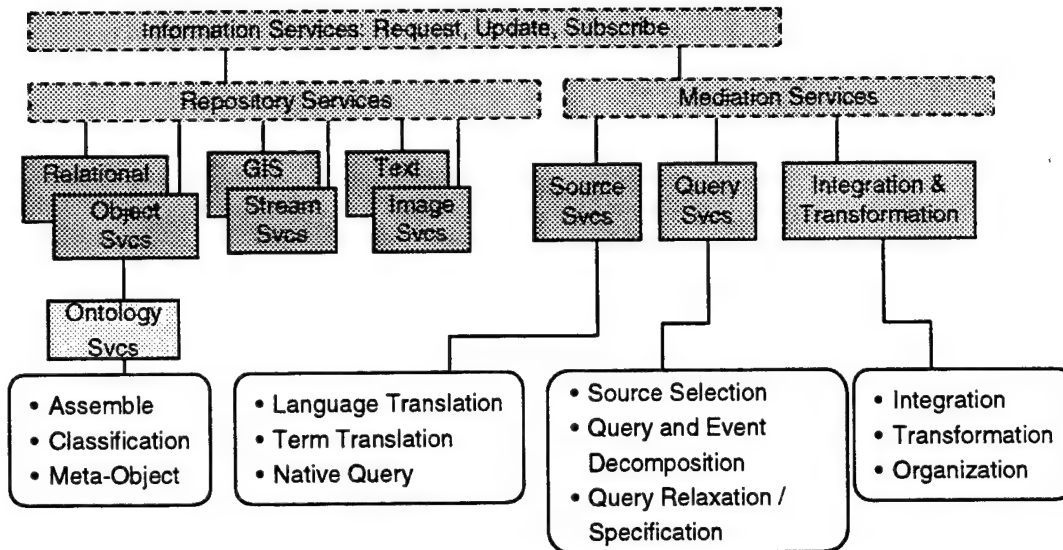 Information Services: Request, Update, Subscribe
Repository Services
Mediation Services
Relational
Object
Svcs
GIS
Stream
Svcs
Text
Image
Svcs
Source
Svcs
Query
Svcs
Integration &
Transformation
Ontology
Svcs
• Assemble
• Classification
• Meta-Object
• Language Translation
• Term Translation
• Native Query
• Source Selection
• Query and Event
Decomposition
• Query Relaxation /
Specification
• Integration
• Transformation
• Organization